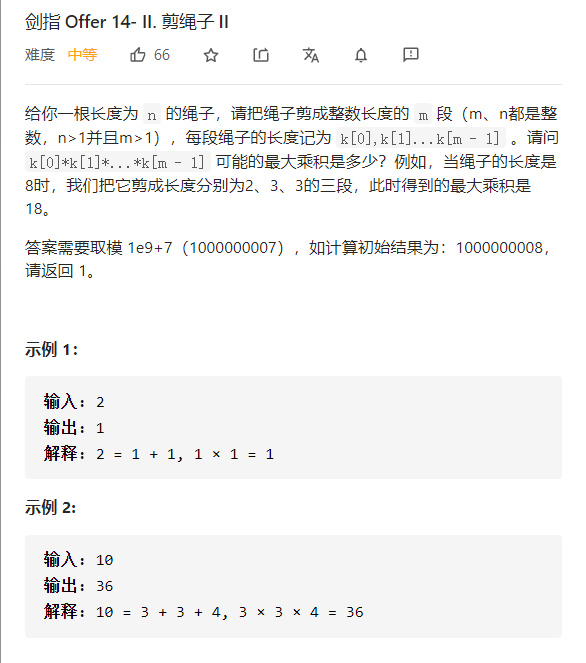 剑指 Offer 14- II. 剪绳子 II
难度 中等 66
给你一根长度为 n 的绳子，请把绳子剪成整数长度的 m 段（m、n都是整
数，n>1并且m>1），每段绳子的长度记为 k[0],k[1]...k[m - 1] 。请问
k[0]*k[1]*...*k[m - 1] 可能的最大乘积是多少？例如，当绳子的长度是
8时，我们把它剪成长度分别为2、3、3的三段，此时得到的最大乘积是
18。
答案需要取模 1e9+7（1000000007），如计算初始结果为：1000000008，
请返回 1。
示例 1：
输入: 2
输出: 1
解释: 2 = 1 + 1, 1 × 1 = 1
示例 2:
输入: 10
输出: 36
解释: 10 = 3 + 3 + 4, 3 × 3 × 4 = 36